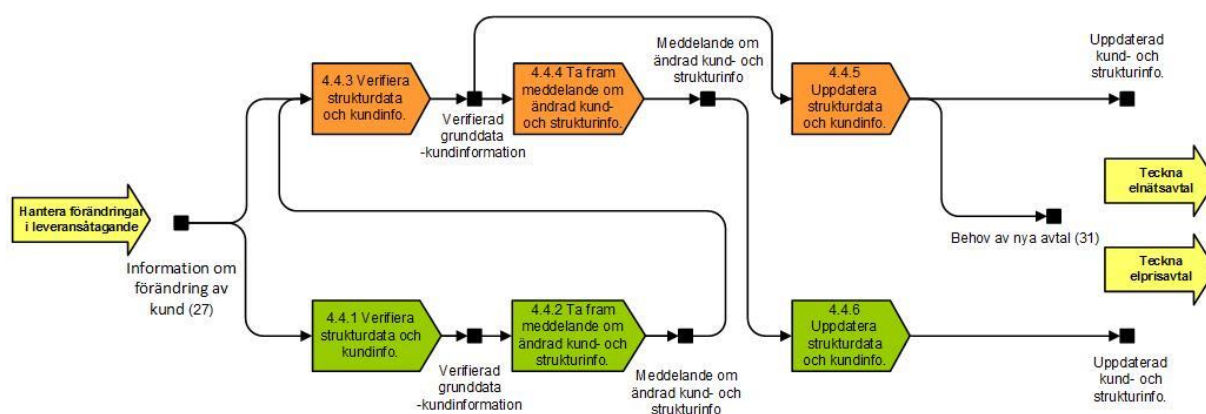 4.4.3 Verifiera
strukturdata
och kundinfo.
Verifierad
grunddata
-kundinformation
4.4.4 Ta fram
meddelande om
ändrad kund-
och strukturinfo.
Meddelande om
ändrad kund- och
strukturinfo
4.4.5
Uppdatera
strukturdata
och kundinfo.
Uppdaterad
kund- och
strukturinfo.
Hantera förändringar
i leveransåtagande
Information om
förändring av
kund (27)
Behov av nya avtal (31)
Teckna
elnätsavtal
Teckna
elprisavtal
4.4.1 Verifiera
strukturdata och
kundinfo.
Verifierad
grunddata
-kundinformation
4.4.2 Ta fram
meddelande om
ändrad kund- och
strukturinfo.
Meddelande om
ändrad kund- och
strukturinfo
4.4.6
Uppdatera
strukturdata
och kundinfo.
Uppdaterad
kund- och
strukturinfo.